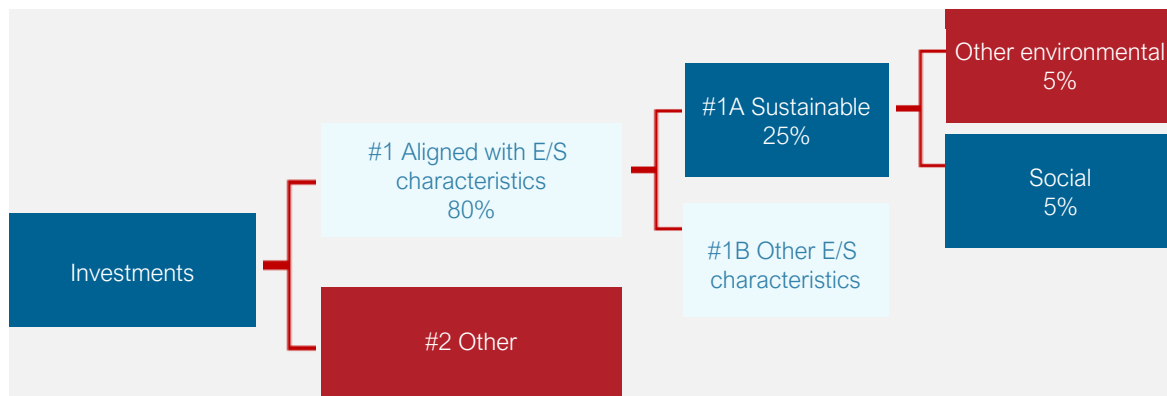 Investments
#1 Aligned with E/S
characteristics
80%
#2 Other
#1A Sustainable
25%
#1B Other E/S
characteristics
Other environmental
5%
Social
5%